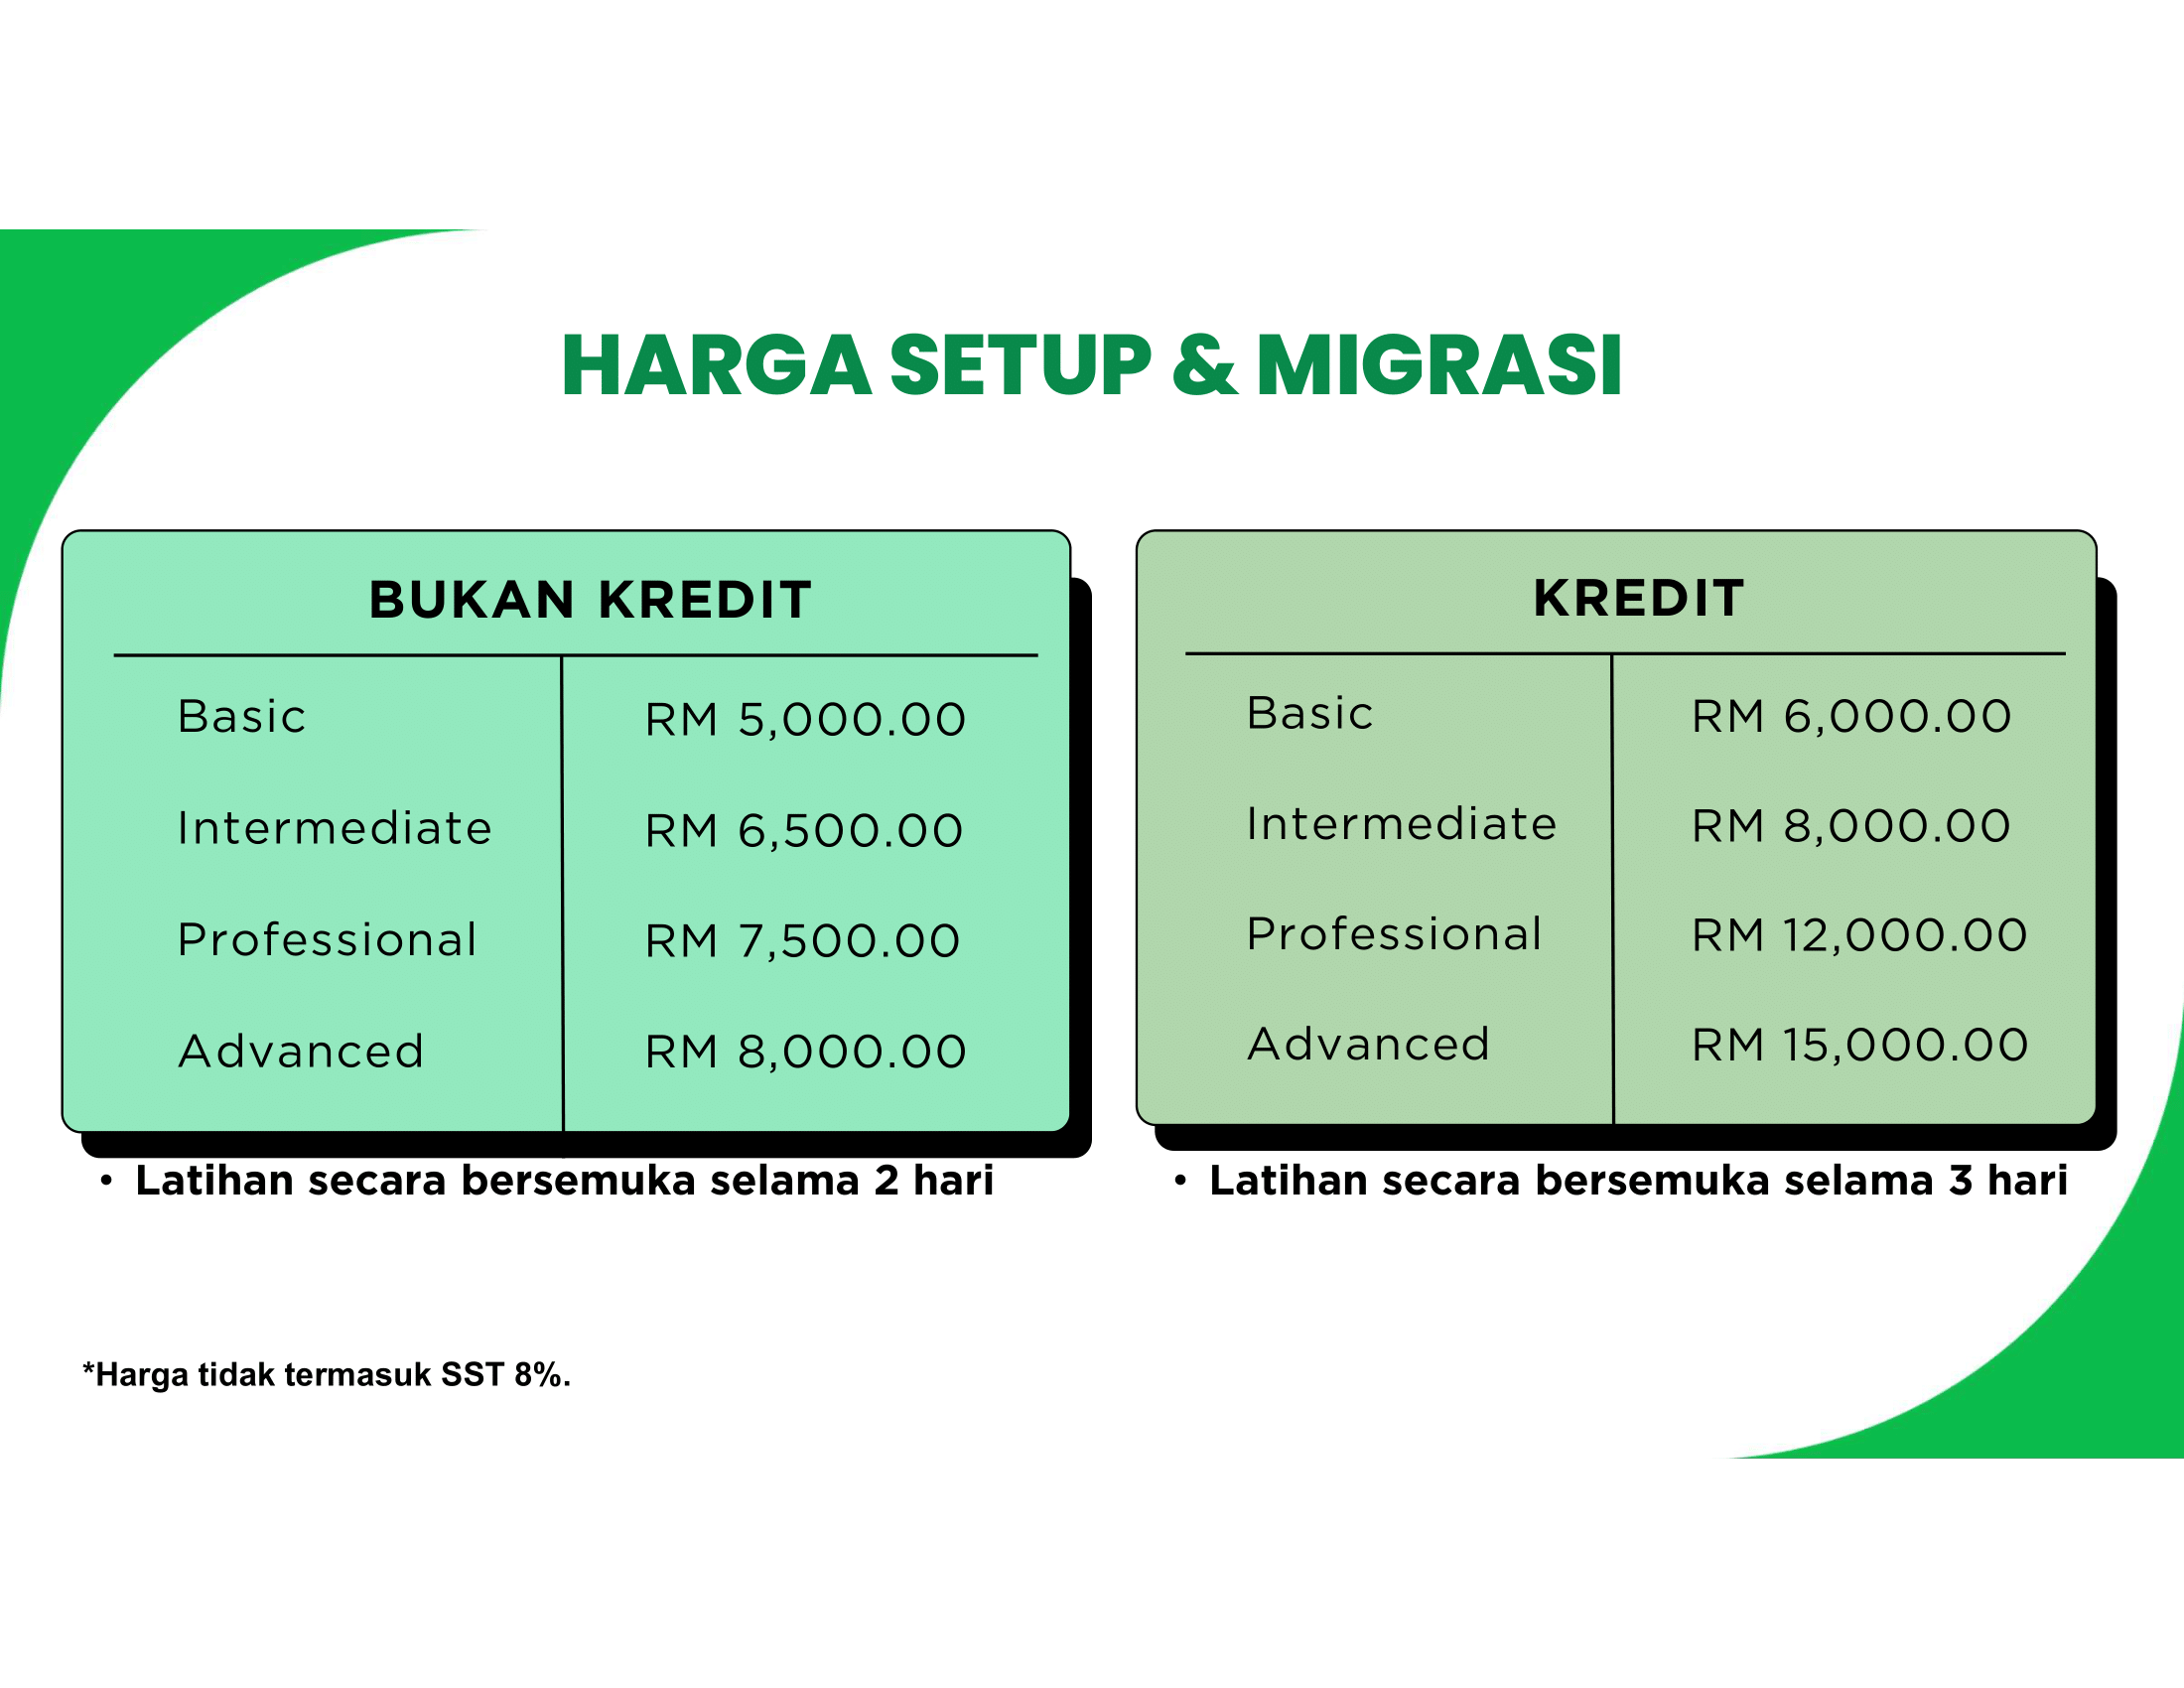 HARGA SETUP & MIGRASI
BUKAN KREDIT
Basic RM 5,000.00
Intermediate RM 6,500.00
Professional RM 7,500.00
Advanced RM 8,000.00
• Latihan secara bersemuka selama 2 hari
KREDIT
Basic RM 6,000.00
Intermediate RM 8,000.00
Professional RM 12,000.00
Advanced RM 15,000.00
• Latihan secara bersemuka selama 3 hari
*Harga tidak termasuk SST 8%.